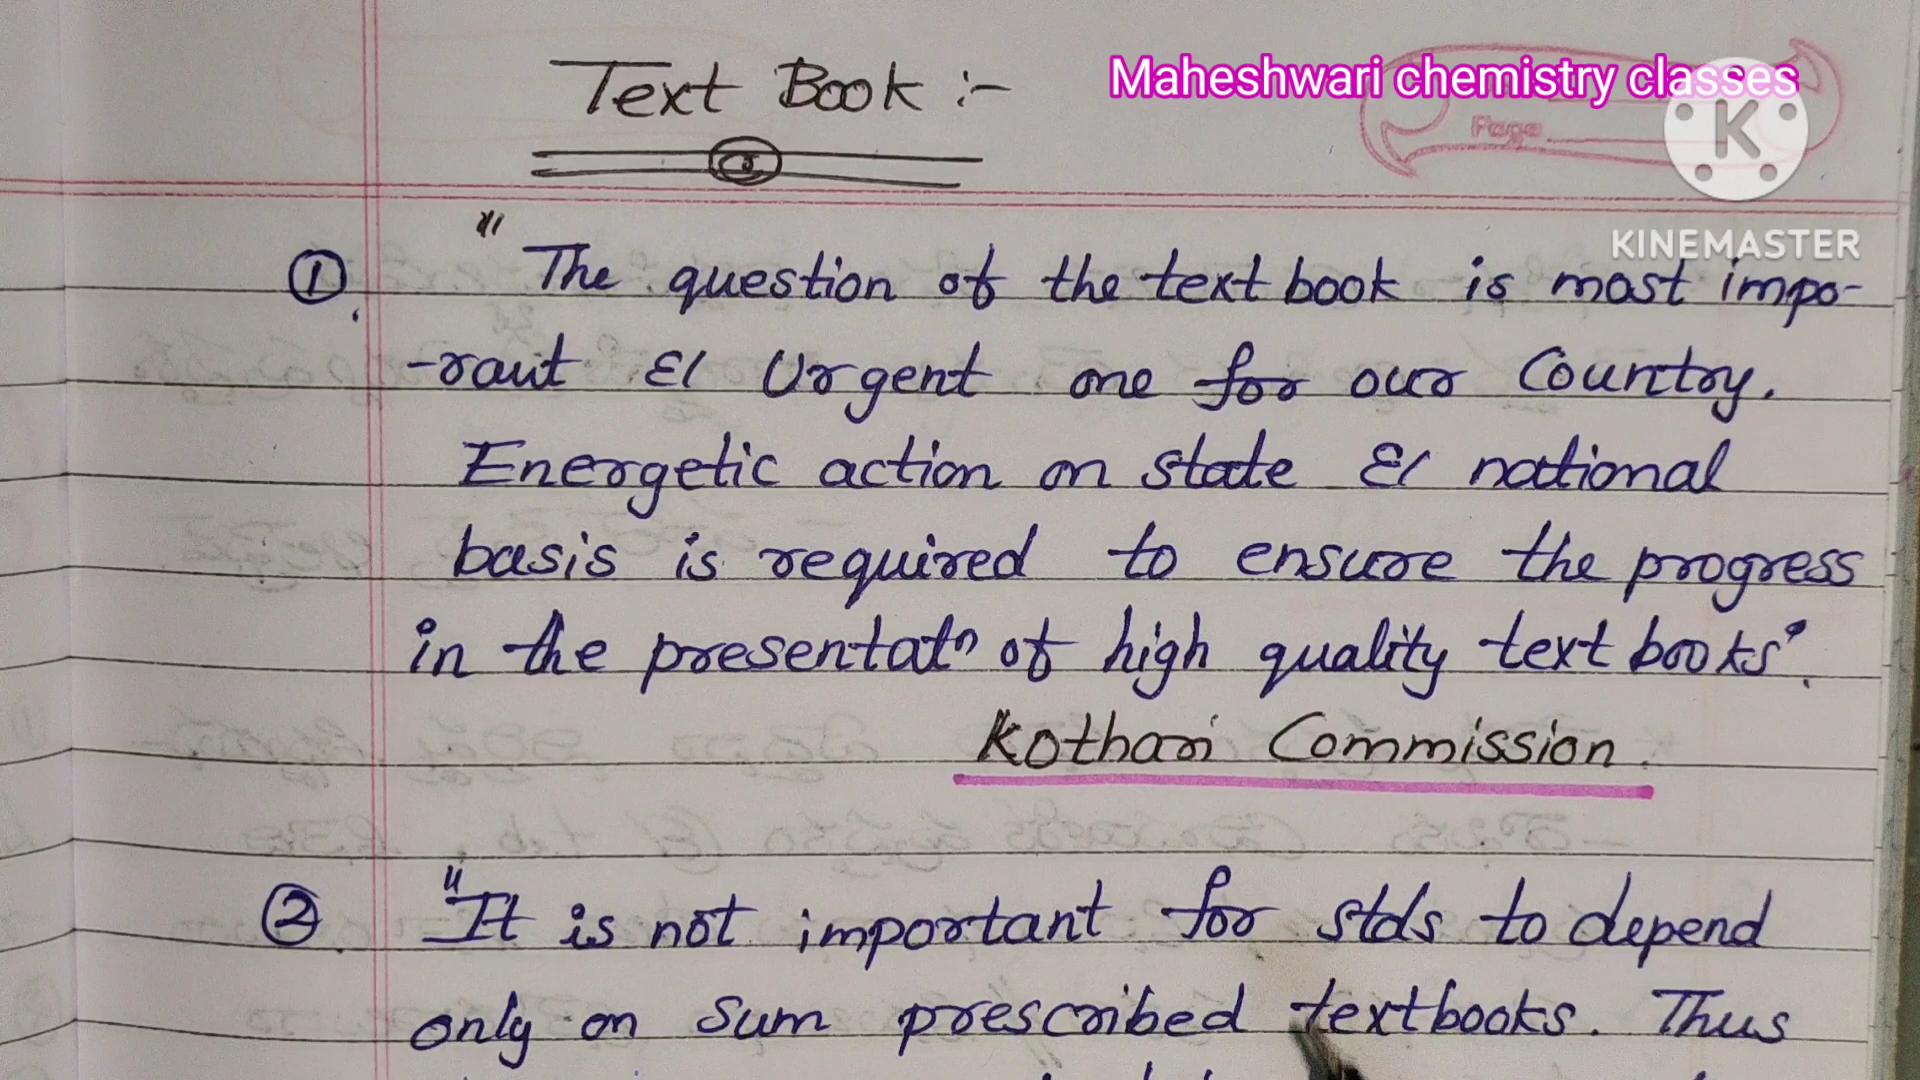 Text Book :-
Maheshwari chemistry classes
Page
K
KINEMASTER
① "The question of the text book is most impo-
-rant & Urgent one for our Country.
Energetic action on state & national
basis is required to ensure the progress
in the presentatn of high quality text books".
Kothari Commission.
② "It is not important for stds to depend
only on sum prescribed textbooks. Thus